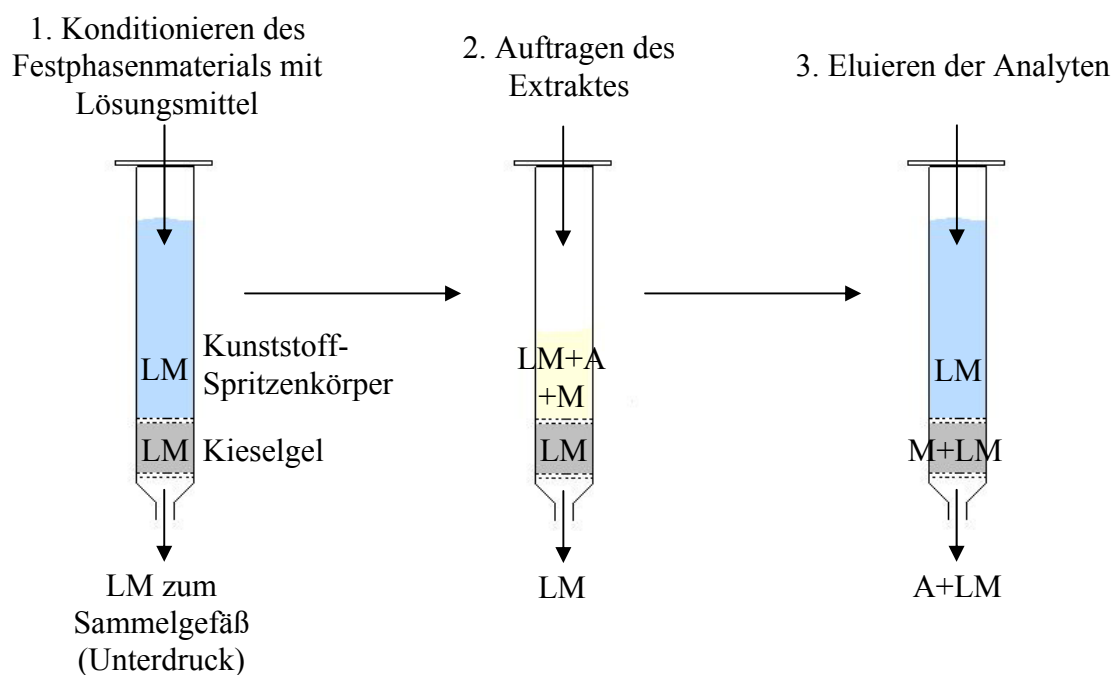 1. Konditionieren des
Festphasenmaterials mit
Lösungsmittel
2. Auftragen des
Extraktes
3. Eluieren der Analyten
LM
Kunststoff-
Spritzenkörper
LM
Kieselgel
LM zum
Sammelgefäß
(Unterdruck)
LM+A
+M
LM
LM
LM
M+LM
A+LM